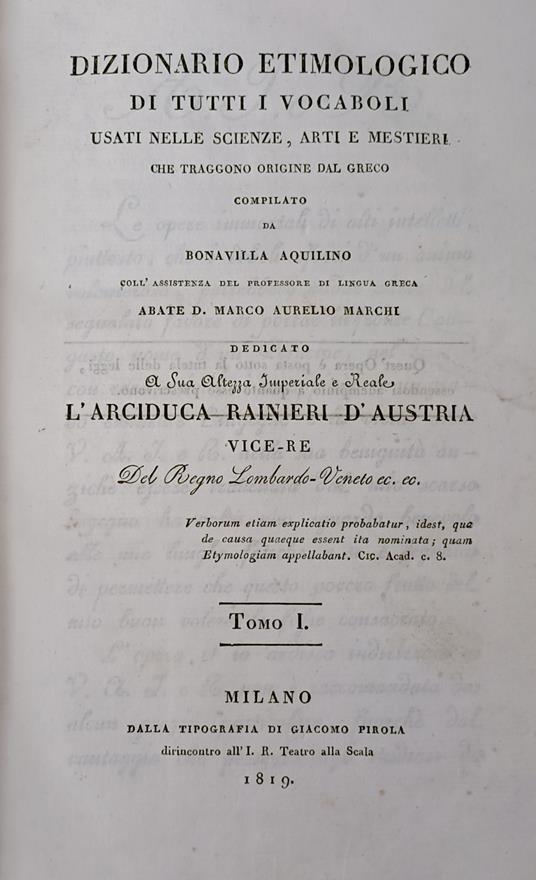 DIZIONARIO ETIMOLOGICO
DI TUTTI I VOCABOLI
USATI NELLE SCIENZE, ARTI E MESTIERI
CHE TRAGGONO ORIGINE DAL GRECO
COMPILATO
DA
BONAVILLA AQUILINO
COLL' ASSISTENZA DEL PROFESSORE DI LINGUA GRECA
ABATE D. MARCO AURELIO MARCHI
DEDICATO
A Sua Altezza Imperiale e Reale
L'ARCIDUCA RAINIERI D'AUSTRIA
VICE-RE
Del Regno Lombardo-Veneto ec. ec.
Verborum etiam explicatio probabatur, idest, qua
de causa quaeque essent ita nominata; quam
Etymologiam appellabant. CIC. Acad. c. 8.
TOMO I.
MILANO
DALLA TIPOGRAFIA DI GIACOMO PIROLA
dirincontro all' I. R. Teatro alla Scala
1819.